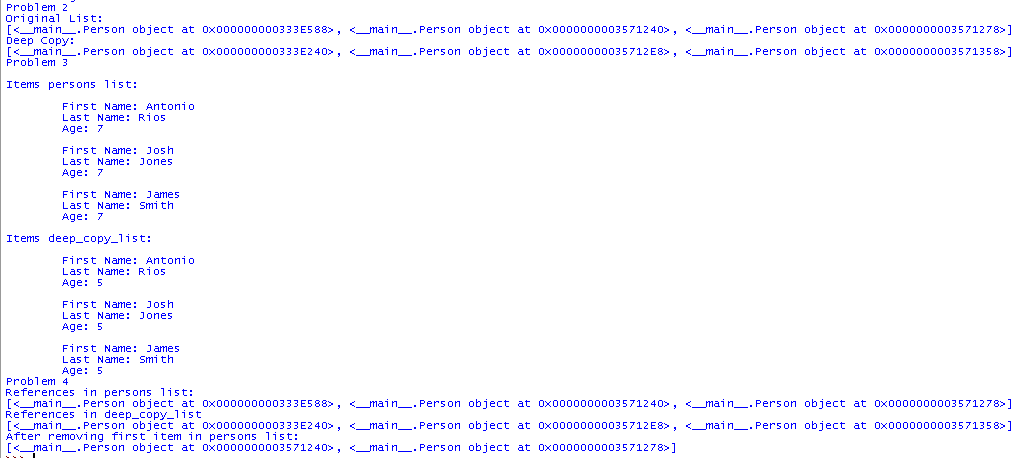 Problem 2
Original List:
[<__main__.Person object at 0x000000000333E588>, <__main__.Person object at 0x0000000003571240>, <__main__.Person object at 0x0000000003571278>]
Deep Copy:
[<__main__.Person object at 0x000000000333E240>, <__main__.Person object at 0x00000000035712E8>, <__main__.Person object at 0x0000000003571358>]
Problem 3
Items persons list:
First Name: Antonio
Last Name: Rios
Age: 7
First Name: Josh
Last Name: Jones
Age: 7
First Name: James
Last Name: Smith
Age: 7
Items deep_copy_list:
First Name: Antonio
Last Name: Rios
Age: 5
First Name: Josh
Last Name: Jones
Age: 5
First Name: James
Last Name: Smith
Age: 5
Problem 4
References in persons list:
[<__main__.Person object at 0x000000000333E588>, <__main__.Person object at 0x0000000003571240>, <__main__.Person object at 0x0000000003571278>]
References in deep_copy_list
[<__main__.Person object at 0x000000000333E240>, <__main__.Person object at 0x00000000035712E8>, <__main__.Person object at 0x0000000003571358>]
After removing first item in persons list:
[<__main__.Person object at 0x0000000003571240>, <__main__.Person object at 0x0000000003571278>]
>>>